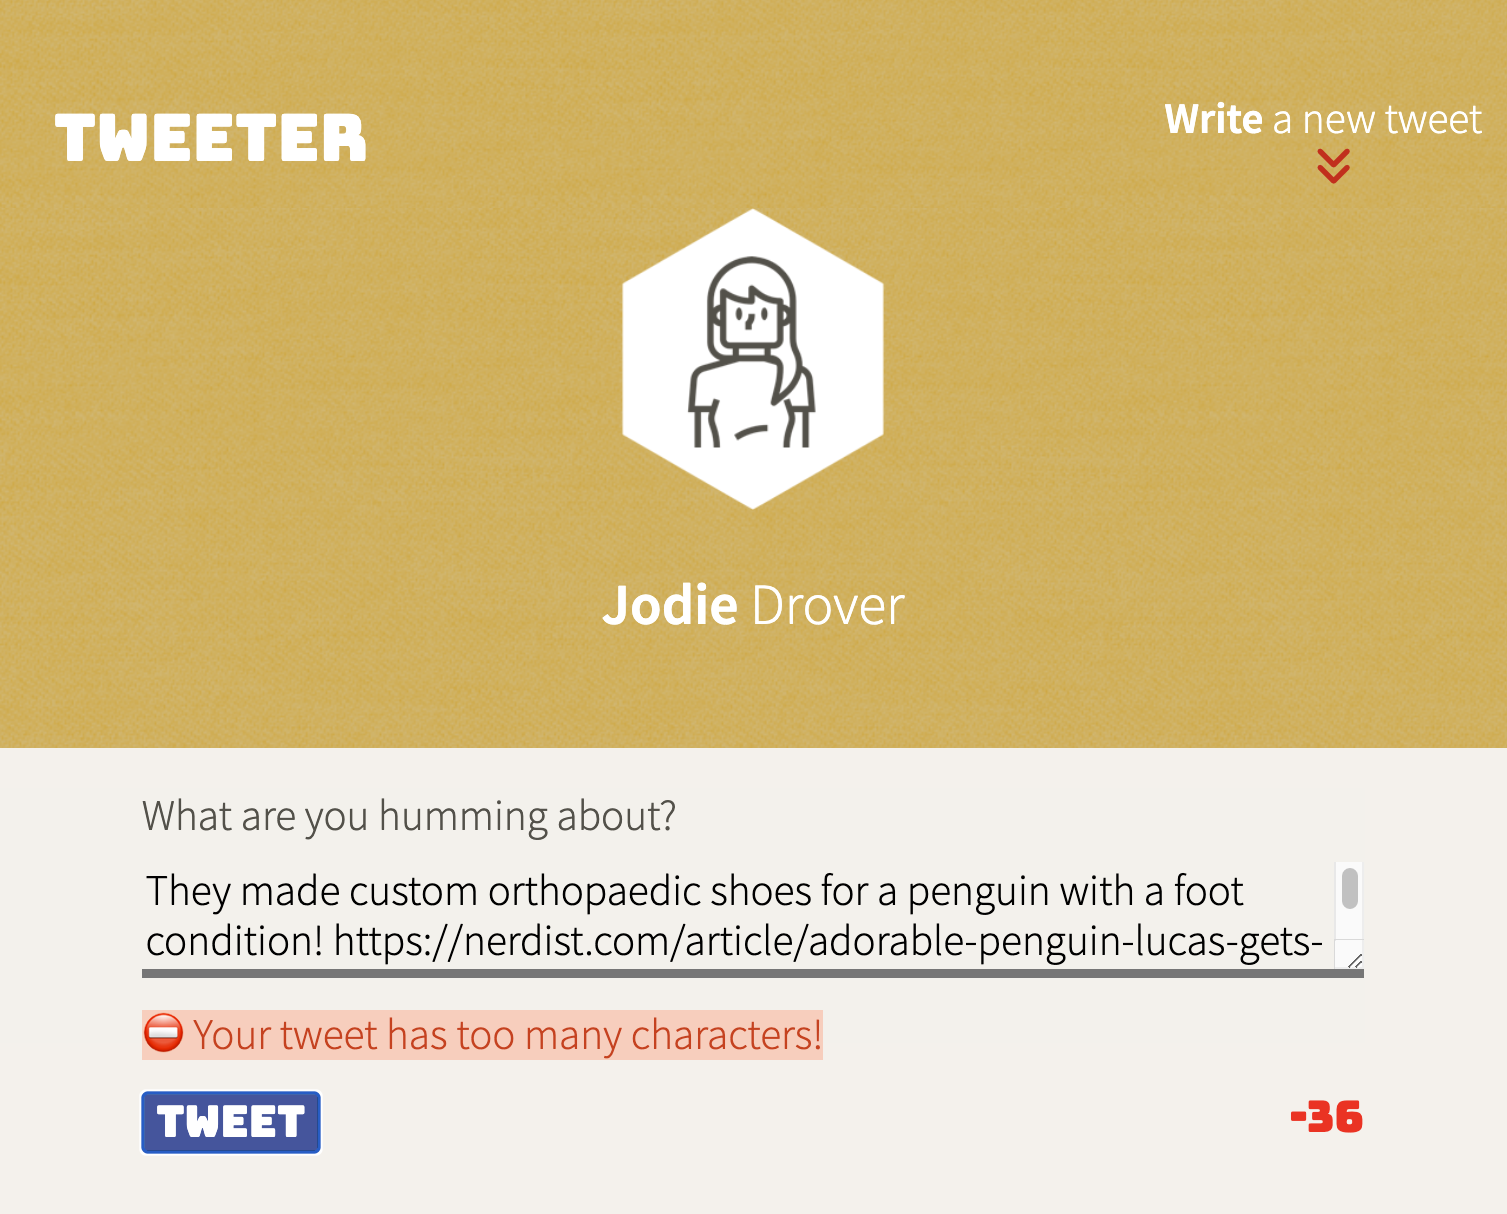 TWEETER
Write a new tweet
Jodie Drover
What are you humming about?
They made custom orthopaedic shoes for a penguin with a foot
condition! https://nerdist.com/article/adorable-penguin-lucas-gets-
⛔ Your tweet has too many characters!
TWEET
-36